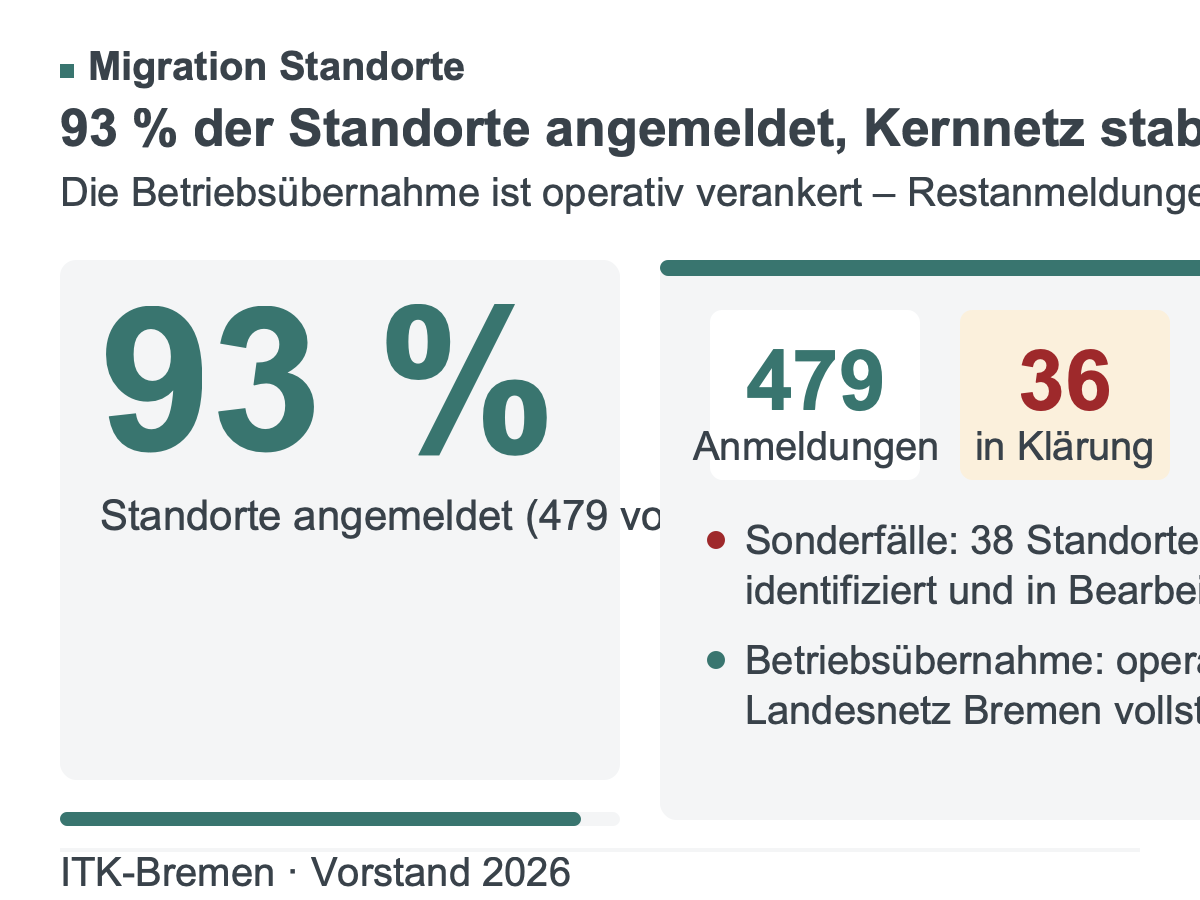 Migration Standorte
93 % der Standorte angemeldet, Kernnetz stab
Die Betriebsübernahme ist operativ verankert – Restanmeldunge
93 %
Standorte angemeldet (479 vo
479
Anmeldungen
36
in Klärung
Sonderfälle: 38 Standorte
identifiziert und in Bearbei
Betriebsübernahme: opera
Landesnetz Bremen vollst
ITK-Bremen · Vorstand 2026